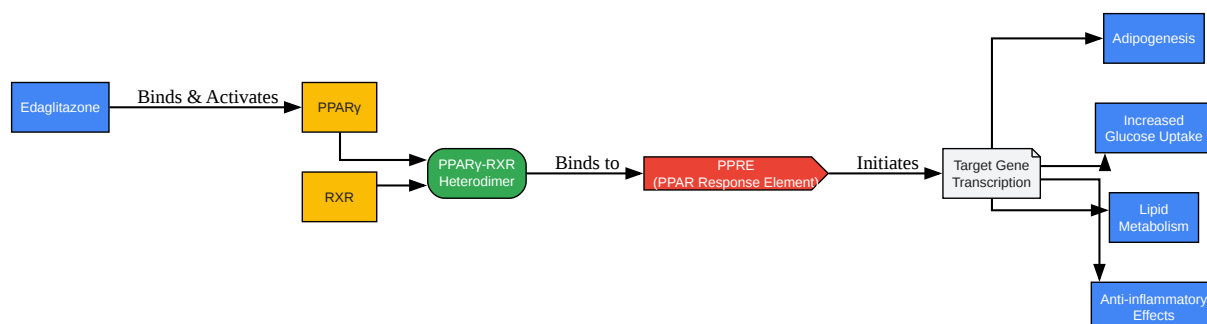 Edaglitazone
Binds & Activates
PPARγ
RXR
PPARγ-RXR
Heterodimer
Binds to
PPRE
(PPAR Response Element)
Initiates
Target Gene
Transcription
Adipogenesis
Increased
Glucose Uptake
Lipid
Metabolism
Anti-inflammatory
Effects